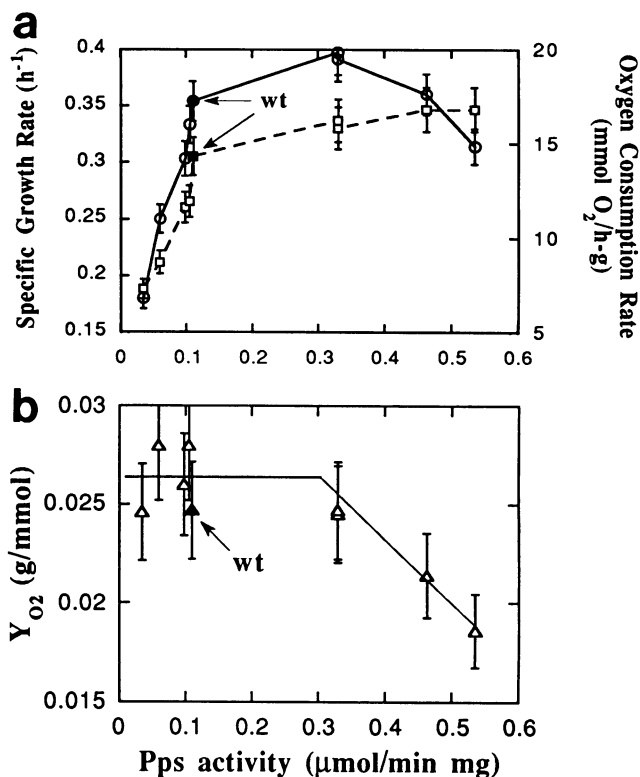 a
Specific Growth Rate (h⁻¹)
0.4
0.35
0.3
0.25
0.2
0.15
wt
20
15
10
5
Oxygen Consumption Rate
(mmol O₂/h-g)
0 0.1 0.2 0.3 0.4 0.5 0.6
b
Y_O2 (g/mmol)
0.03
0.025
0.02
0.015
wt
0 0.1 0.2 0.3 0.4 0.5 0.6
Pps activity (μmol/min mg)